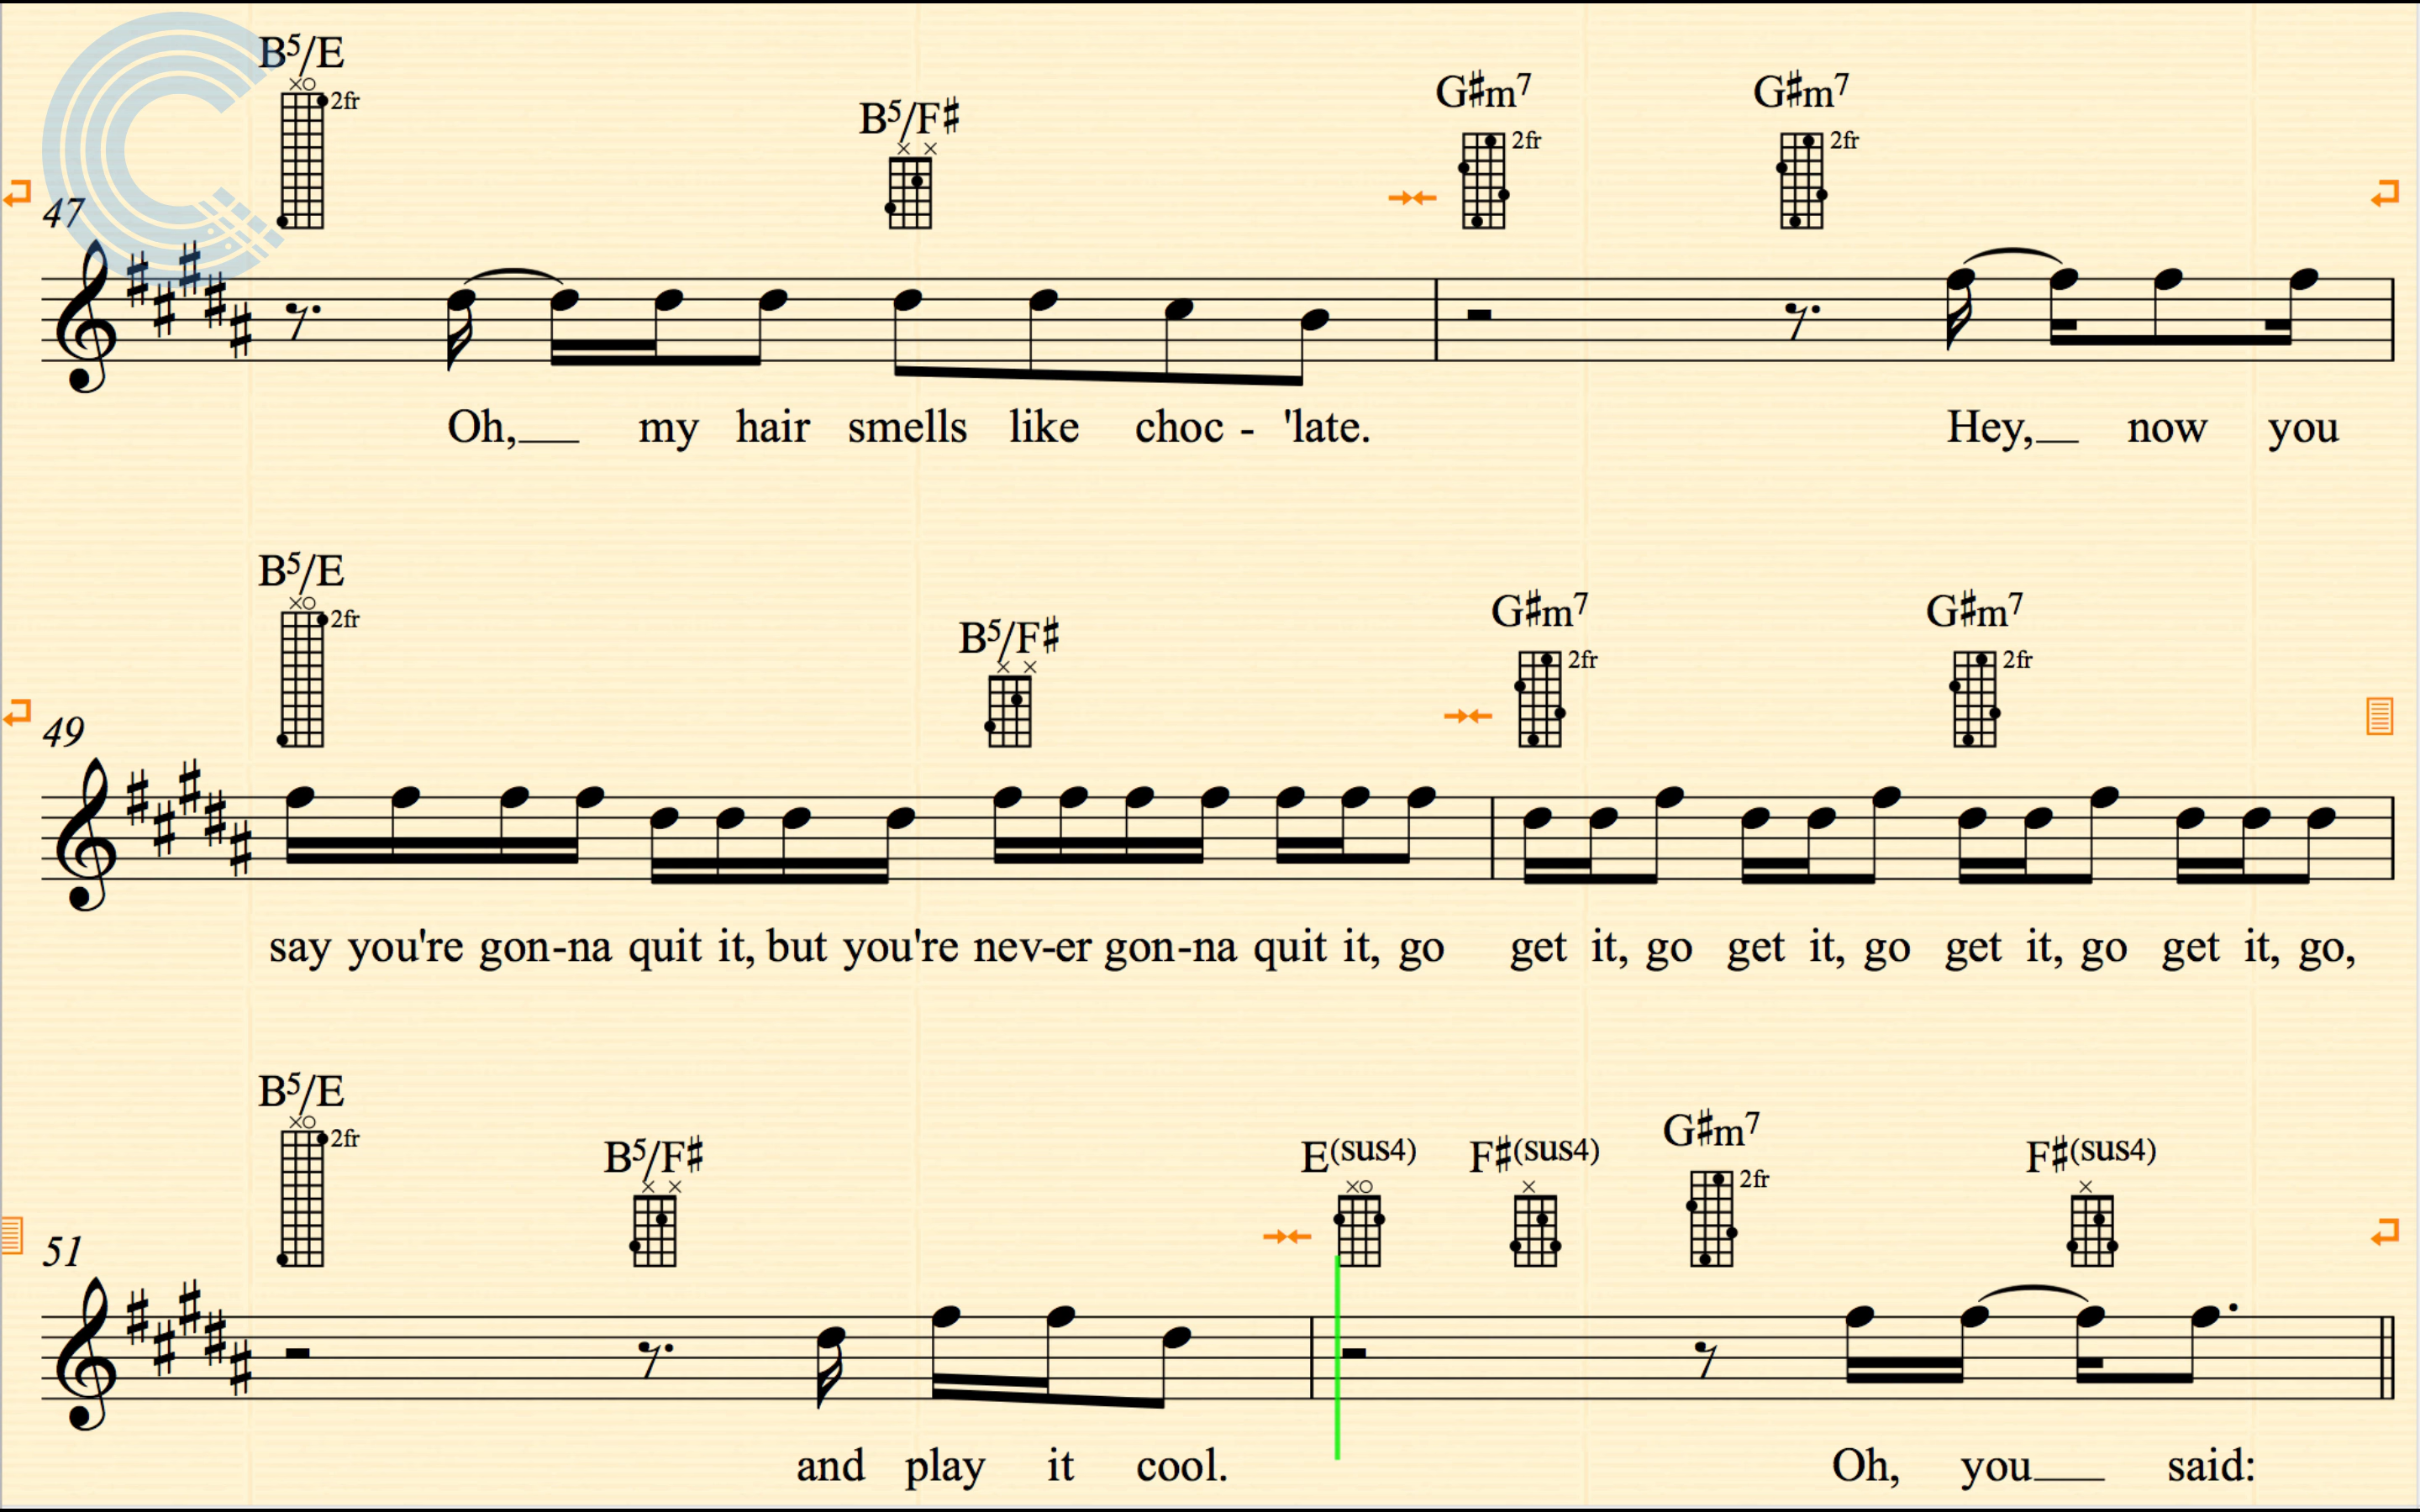 B5/E B5/F♯ G♯m7 G♯m7
2fr 2fr 2fr
47
Oh, my hair smells like choc - 'late. Hey, now you
B5/E B5/F♯ G♯m7 G♯m7
2fr 2fr 2fr
49
say you're gon-na quit it, but you're nev-er gon-na quit it, go get it, go get it, go get it, go get it, go,
B5/E B5/F♯ E(sus4) F♯(sus4) G♯m7 F♯(sus4)
2fr 2fr
51
and play it cool. Oh, you said: